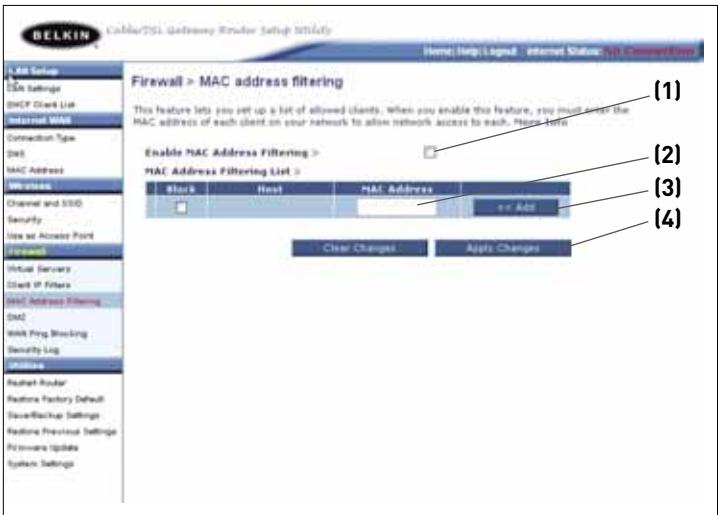 BELKIN Cable/DSL Gateway Router Setup Utility
Home|Help|Logout Internet Status: No Connection
LAN Setup
LAN Settings
DHCP Client List
Internet WAN
Connection Type
DNS
MAC Address
Wireless
Channel and SSID
Security
Use as Access Point
Firewall
Virtual Servers
Client IP Filters
MAC Address Filtering
DMZ
WAN Ping Blocking
Security Log
Utilities
Restart Router
Restore Factory Default
Save/Backup Settings
Restore Previous Settings
Firmware Update
System Settings
Firewall > MAC address filtering
This feature lets you set up a list of allowed clients. When you enable this feature, you must enter the
MAC address of each client on your network to allow network access to each. More Info
Enable MAC Address Filtering >
MAC Address Filtering List >
Block Host MAC Address
<< Add
Clear Changes Apply Changes
(1)
(2)
(3)
(4)